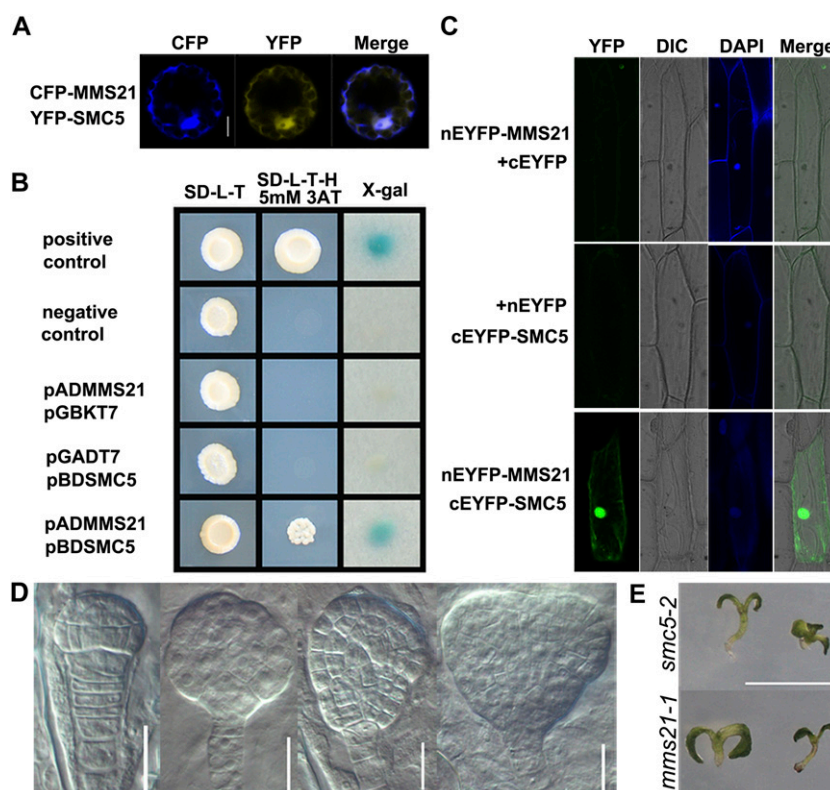 A
CFP YFP Merge
CFP-MMS21
YFP-SMC5
B
SD-L-T
SD-L-T-H
5mM 3AT
X-gal
positive
control
negative
control
pADMMS21
pGBKT7
pGADT7
pBDSMC5
pADMMS21
pBDSMC5
C
YFP DIC DAPI Merge
nEYFP-MMS21
+cEYFP
+nEYFP
cEYFP-SMC5
nEYFP-MMS21
cEYFP-SMC5
D
E
smc5-2
mms21-1